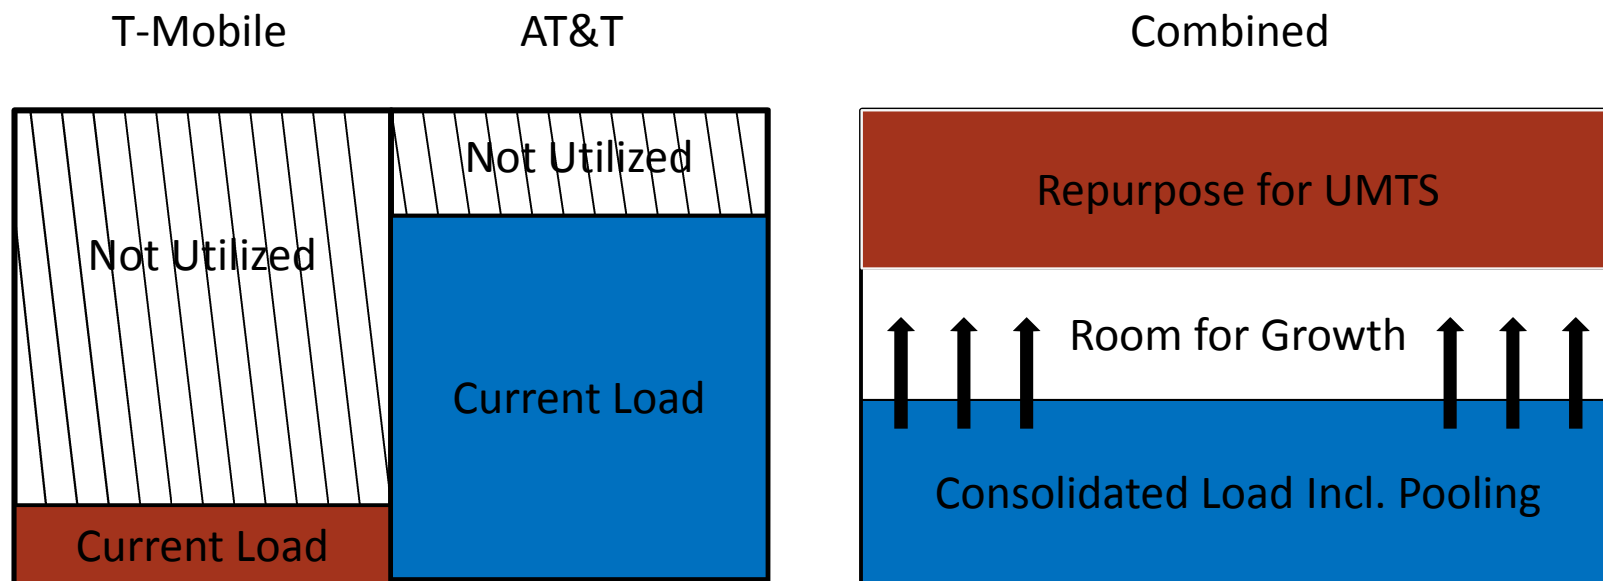 T-Mobile
AT&T
Combined
Not Utilized
Not Utilized
Current Load
Current Load
Repurpose for UMTS
Room for Growth
Consolidated Load Incl. Pooling